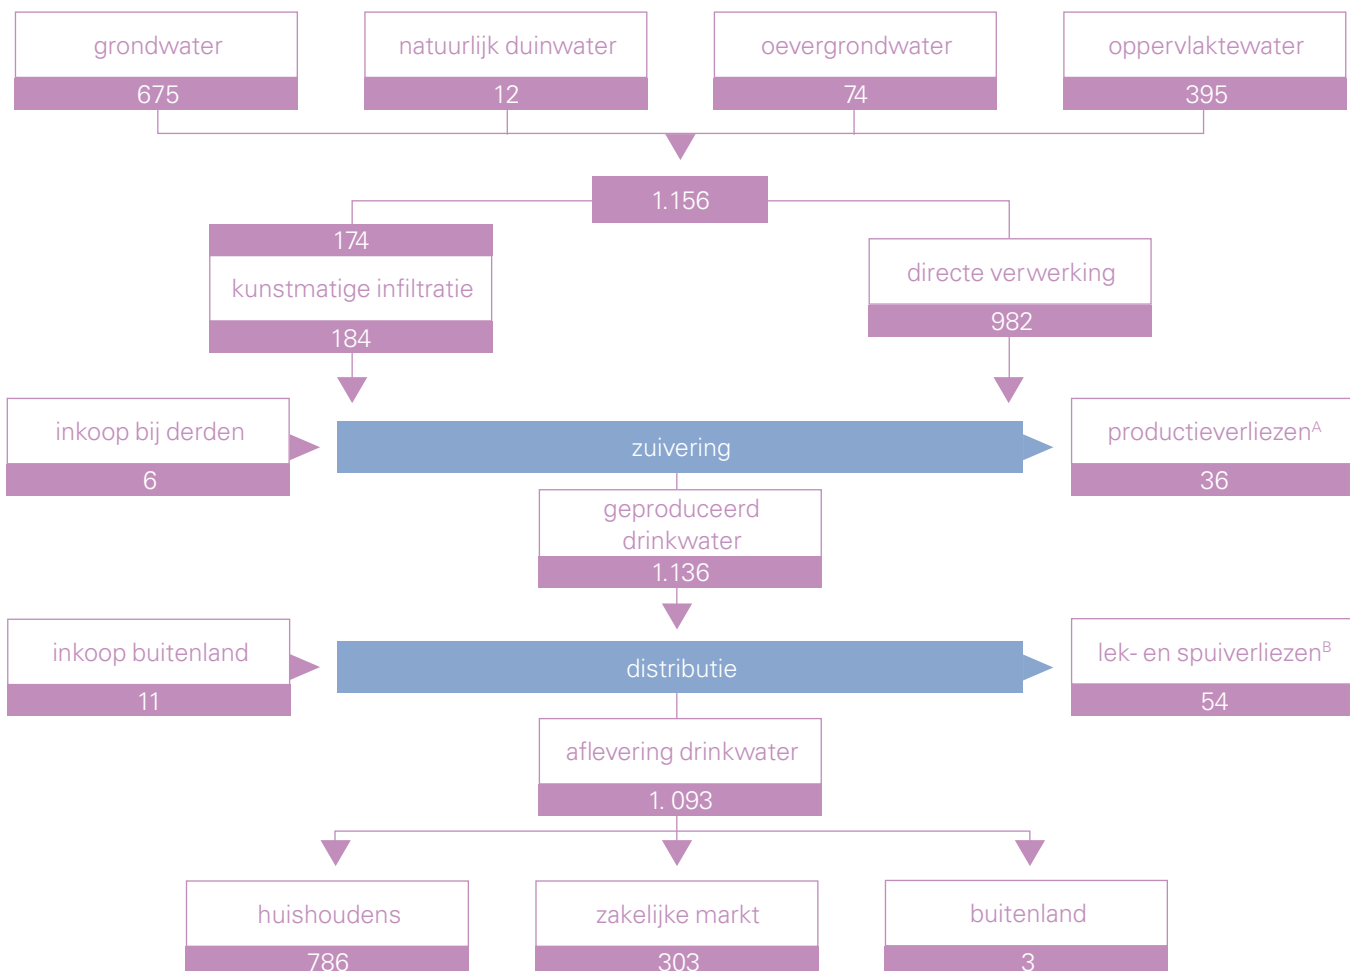 grondwater
675
natuurlijk duinwater
12
oevergrondwater
74
oppervlaktewater
395
1.156
174
kunstmatige infiltratie
184
directe verwerking
982
inkoop bij derden
6
zuivering
productieverliezenA
36
geproduceerd
drinkwater
1.136
inkoop buitenland
11
distributie
lek- en spuiverliezenB
54
aflevering drinkwater
1. 093
huishoudens
786
zakelijke markt
303
buitenland
3